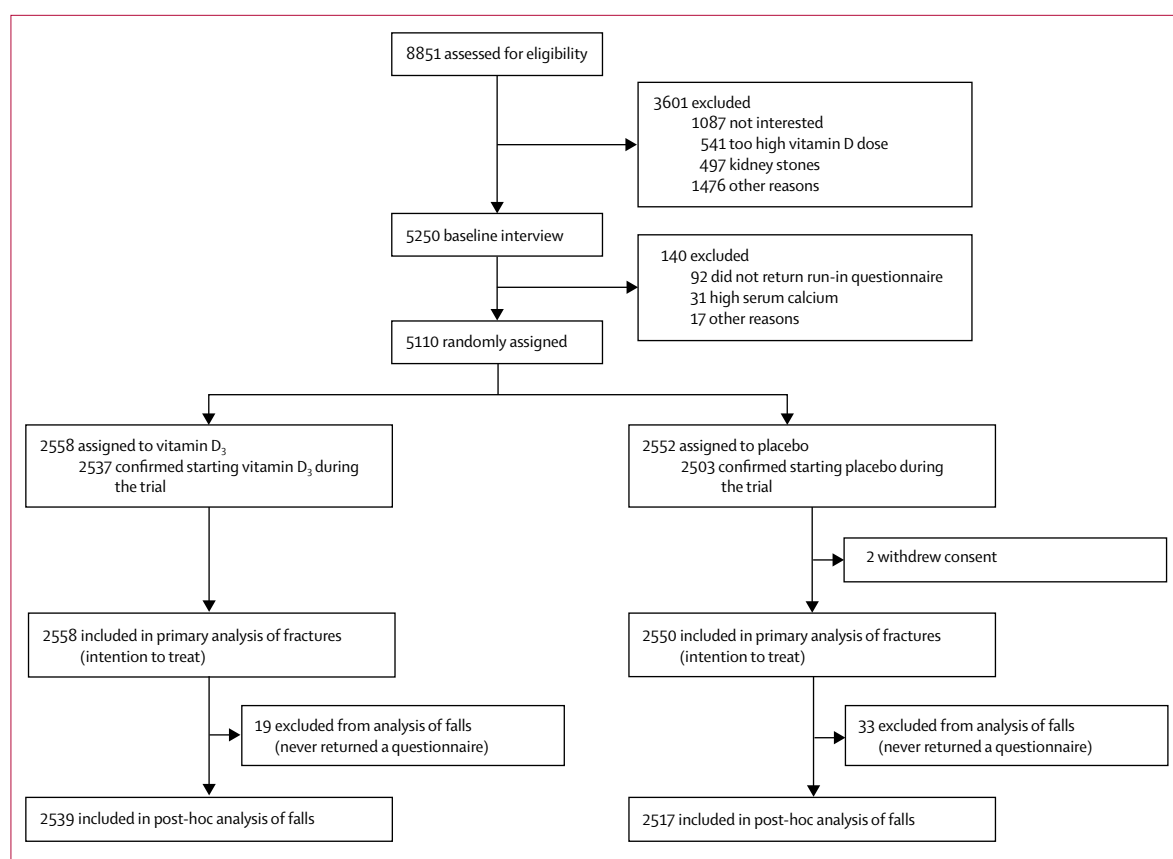 8851 assessed for eligibility
3601 excluded
1087 not interested
541 too high vitamin D dose
497 kidney stones
1476 other reasons
5250 baseline interview
140 excluded
92 did not return run-in questionnaire
31 high serum calcium
17 other reasons
5110 randomly assigned
2558 assigned to vitamin D₃
2537 confirmed starting vitamin D₃ during
the trial
2552 assigned to placebo
2503 confirmed starting placebo during
the trial
2 withdrew consent
2558 included in primary analysis of fractures
(intention to treat)
2550 included in primary analysis of fractures
(intention to treat)
19 excluded from analysis of falls
(never returned a questionnaire)
33 excluded from analysis of falls
(never returned a questionnaire)
2539 included in post-hoc analysis of falls
2517 included in post-hoc analysis of falls